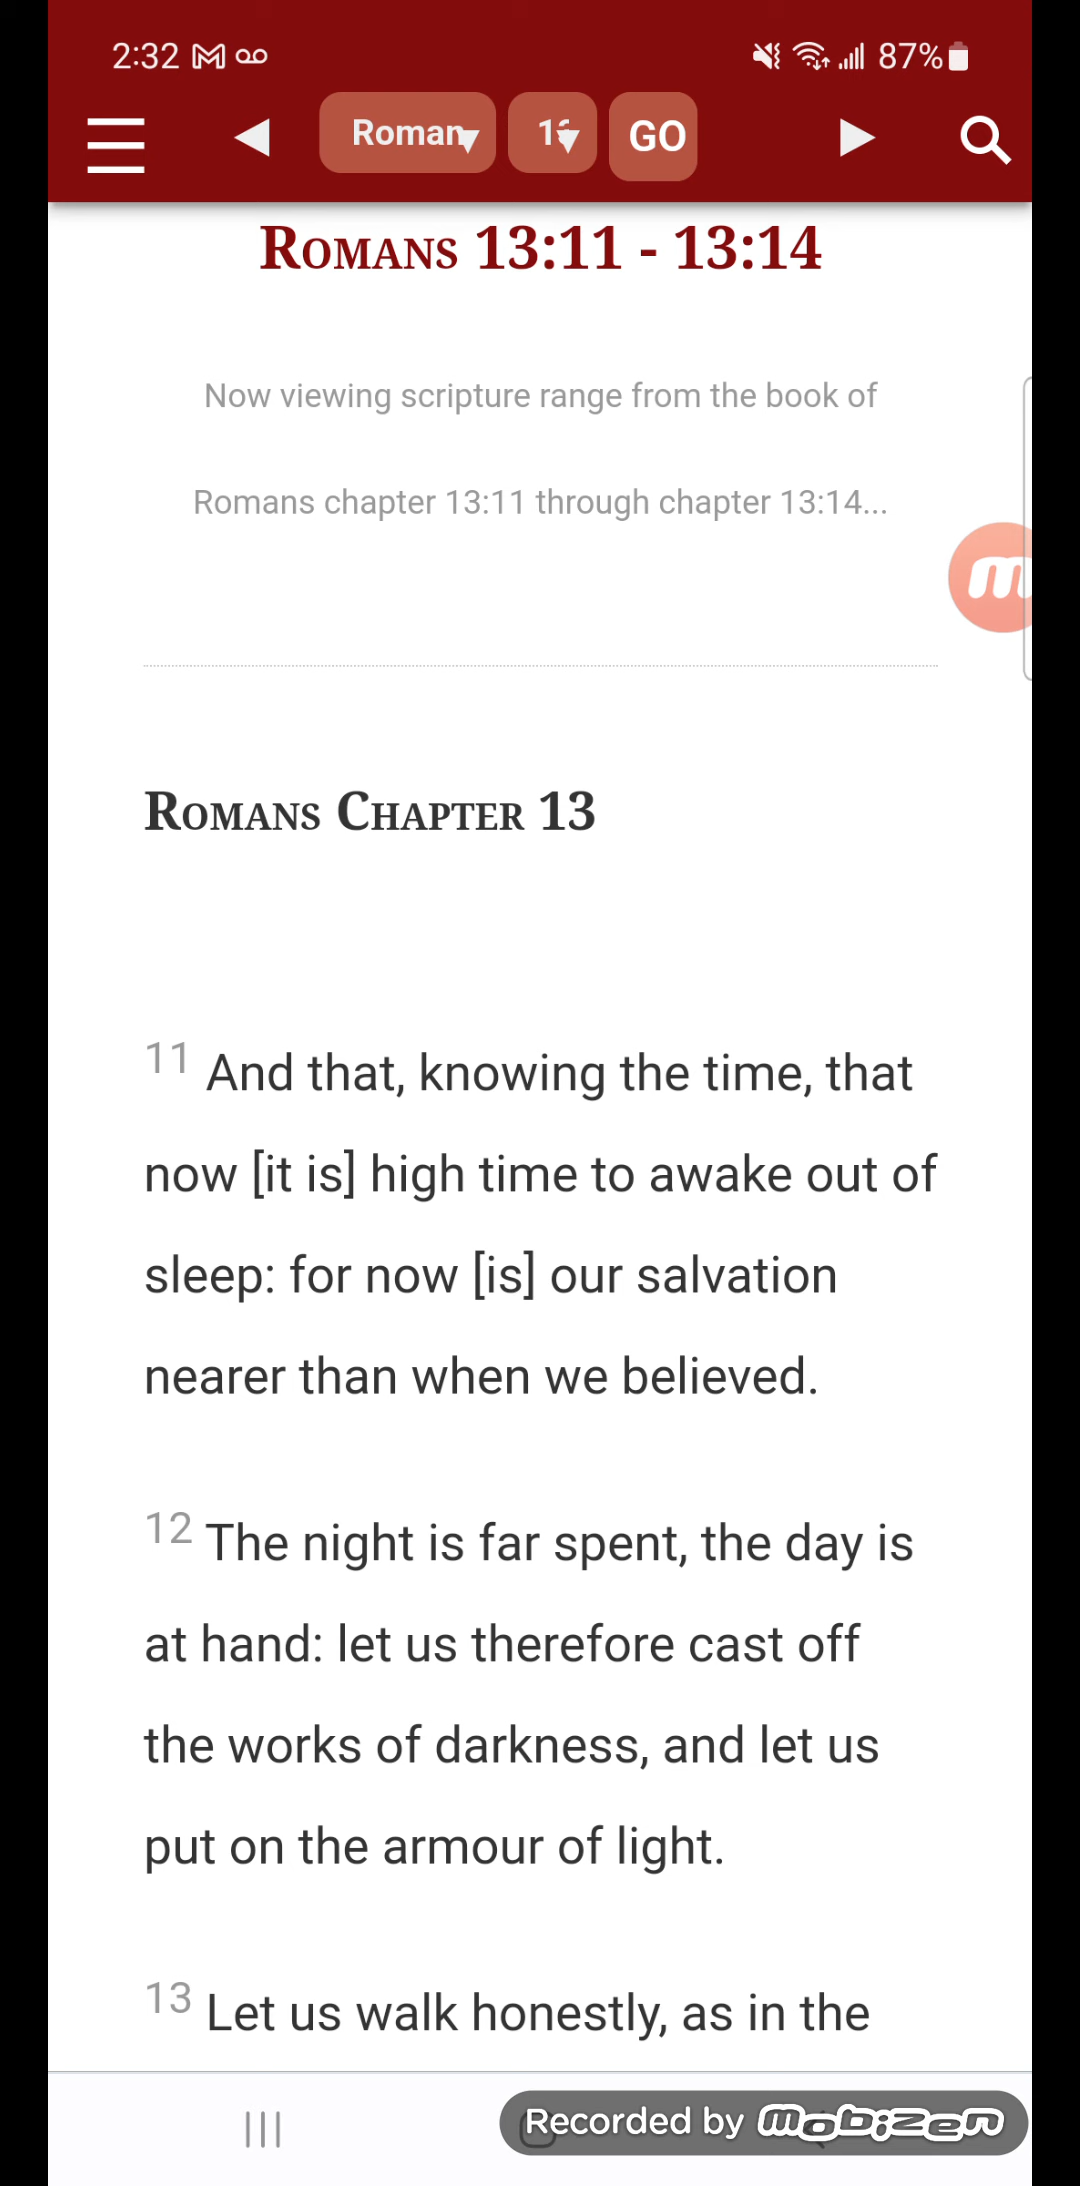 2:32 87%
Roman 13 GO
Romans 13:11 - 13:14
Now viewing scripture range from the book of
Romans chapter 13:11 through chapter 13:14...
Romans Chapter 13
11 And that, knowing the time, that
now [it is] high time to awake out of
sleep: for now [is] our salvation
nearer than when we believed.
12 The night is far spent, the day is
at hand: let us therefore cast off
the works of darkness, and let us
put on the armour of light.
13 Let us walk honestly, as in the
Recorded by mobizen